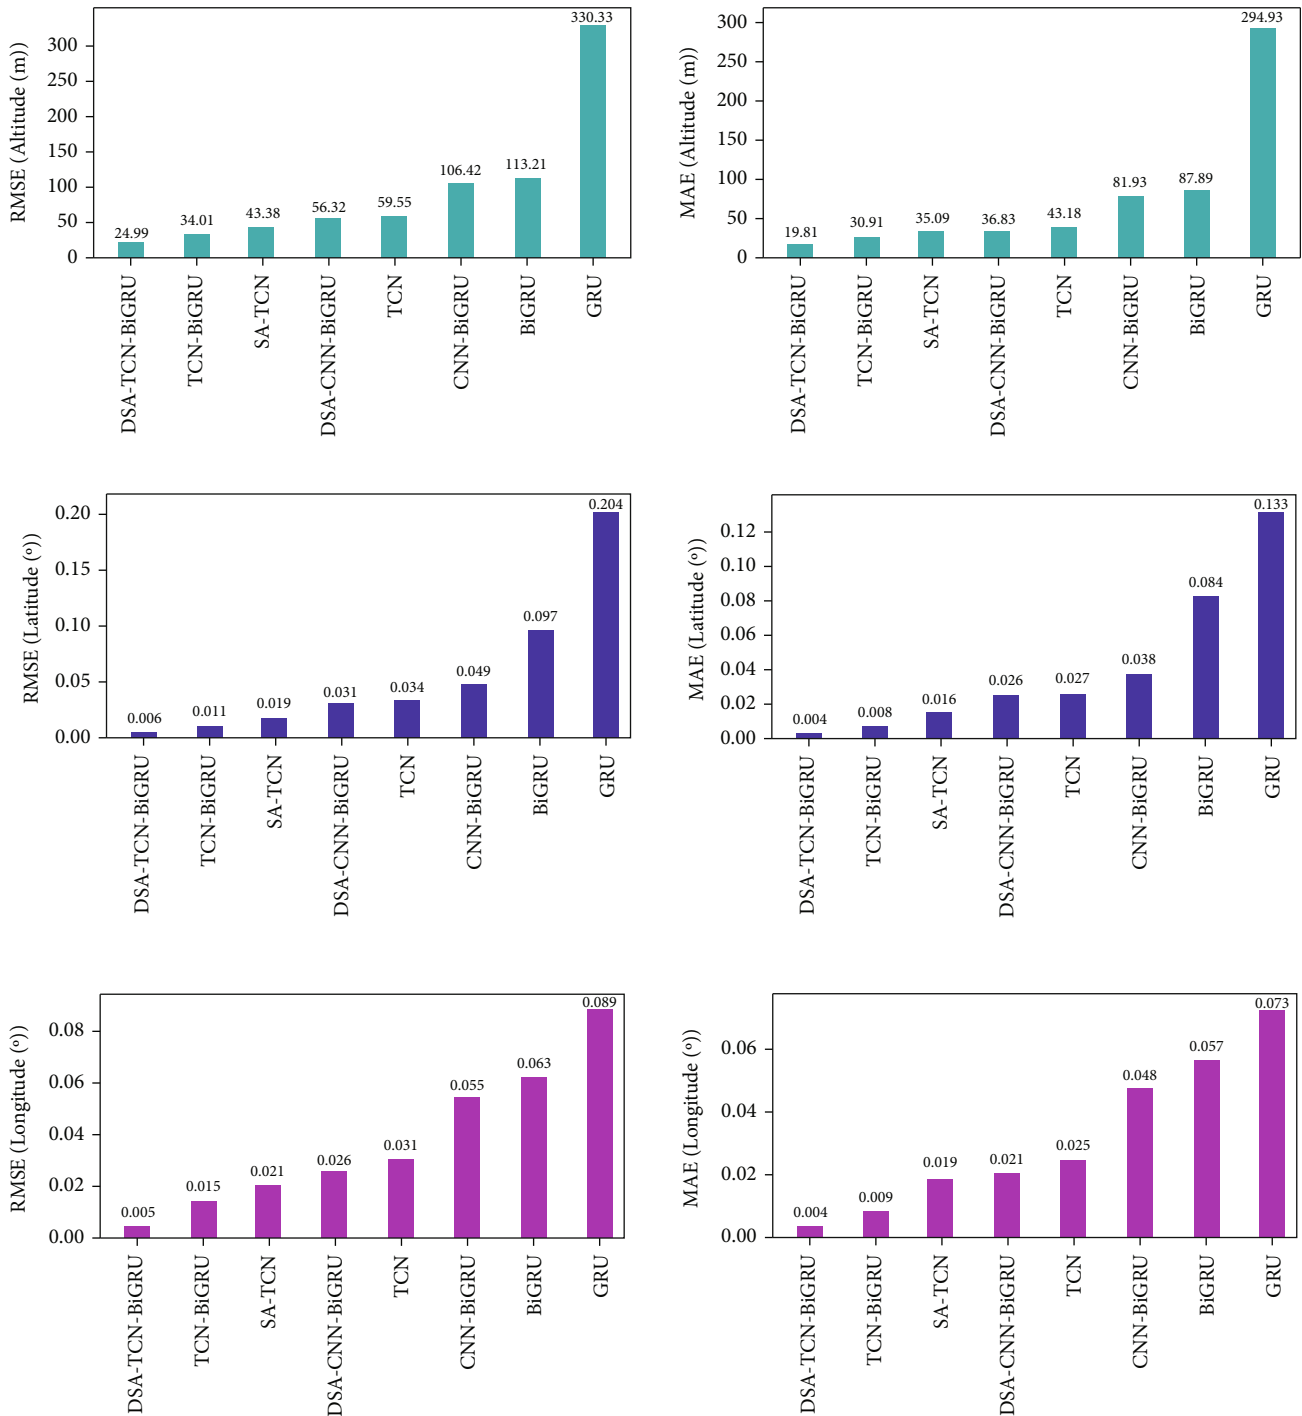 RMSE (Altitude (m))
300
250
200
150
100
50
0
24.99
34.01
43.38
56.32
59.55
106.42
113.21
330.33
DSA-TCN-BiGRU
TCN-BiGRU
SA-TCN
DSA-CNN-BiGRU
TCN
CNN-BiGRU
BiGRU
GRU
MAE (Altitude (m))
300
250
200
150
100
50
0
19.81
30.91
35.09
36.83
43.18
81.93
87.89
294.93
DSA-TCN-BiGRU
TCN-BiGRU
SA-TCN
DSA-CNN-BiGRU
TCN
CNN-BiGRU
BiGRU
GRU
RMSE (Latitude (º))
0.20
0.15
0.10
0.05
0.00
0.006
0.011
0.019
0.031
0.034
0.049
0.097
0.204
DSA-TCN-BiGRU
TCN-BiGRU
SA-TCN
DSA-CNN-BiGRU
TCN
CNN-BiGRU
BiGRU
GRU
MAE (Latitude (º))
0.12
0.10
0.08
0.06
0.04
0.02
0.00
0.004
0.008
0.016
0.026
0.027
0.038
0.084
0.133
DSA-TCN-BiGRU
TCN-BiGRU
SA-TCN
DSA-CNN-BiGRU
TCN
CNN-BiGRU
BiGRU
GRU
RMSE (Longitude (º))
0.08
0.06
0.04
0.02
0.00
0.005
0.015
0.021
0.026
0.031
0.055
0.063
0.089
DSA-TCN-BiGRU
TCN-BiGRU
SA-TCN
DSA-CNN-BiGRU
TCN
CNN-BiGRU
BiGRU
GRU
MAE (Longitude (º))
0.06
0.04
0.02
0.00
0.004
0.009
0.019
0.021
0.025
0.048
0.057
0.073
DSA-TCN-BiGRU
TCN-BiGRU
SA-TCN
DSA-CNN-BiGRU
TCN
CNN-BiGRU
BiGRU
GRU